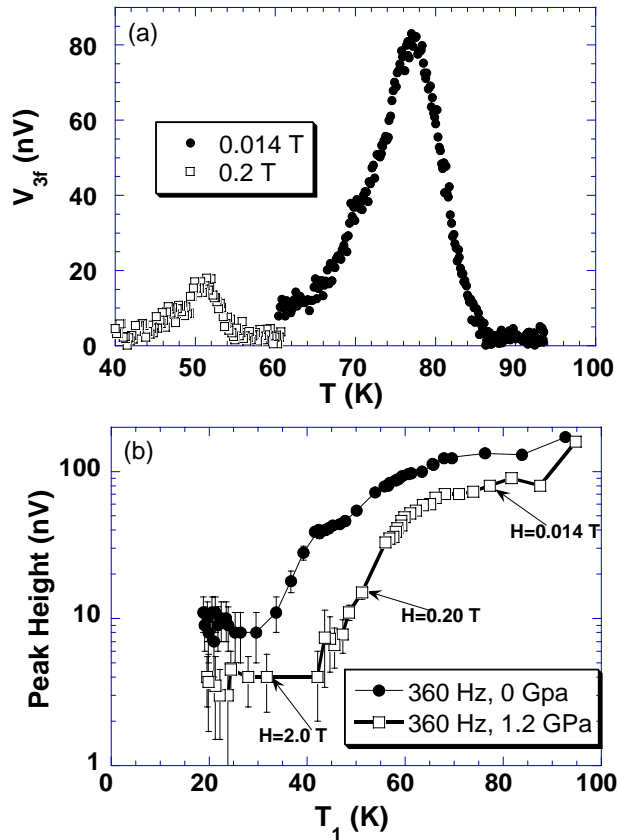 (a)
80
60
40
20
0
V3f (nV)
0.014 T
0.2 T
40 50 60 70 80 90 100
T (K)
(b)
100
10
1
Peak Height (nV)
H=0.014 T
H=0.20 T
H=2.0 T
360 Hz, 0 Gpa
360 Hz, 1.2 GPa
0 20 40 60 80 100
T1 (K)